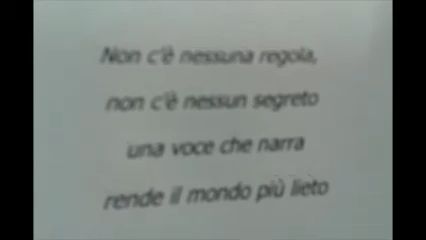 Non c'è nessuna regola,
non c'è nessun segreto
una voce che narra
rende il mondo più lieto